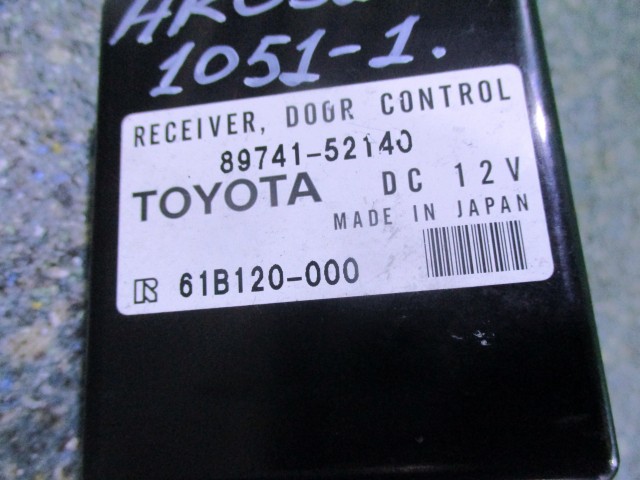 1051-1.
RECEIVER, DOOR CONTROL
89741-52140
TOYOTA DC 12V
MADE IN JAPAN
R 61B120-000